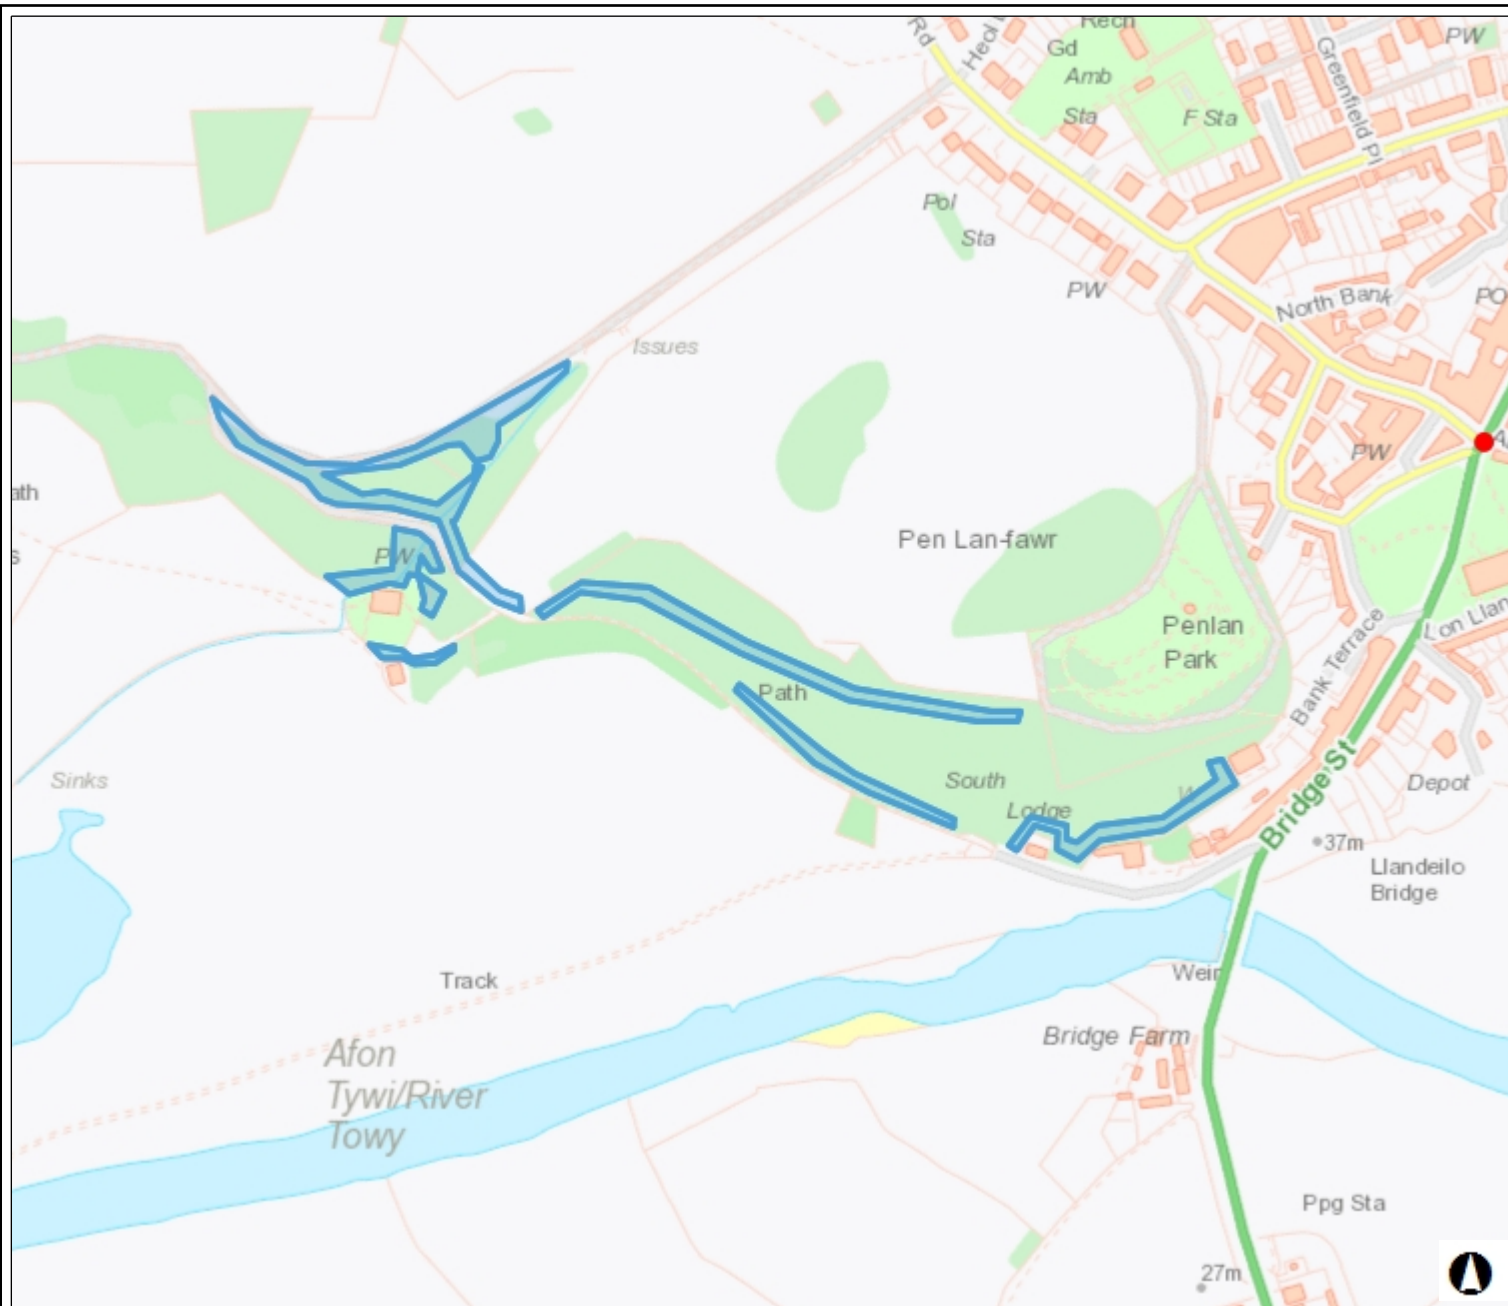 Rd
Heol
Rech
Gd
Amb
Sta
F Sta
Greenfield Pl
PW
Pol
Sta
PW
North Bank
PO
Issues
PW
ath
s
Pen Lan-fawr
PW
Penlan
Park
Bank Terrace
Lon Llan
Path
South
Lodge
Sinks
Bridge St
Depot
37m
Llandeilo
Bridge
Track
Weir
Bridge Farm
Afon
Tywi/River
Towy
Ppg Sta
27m